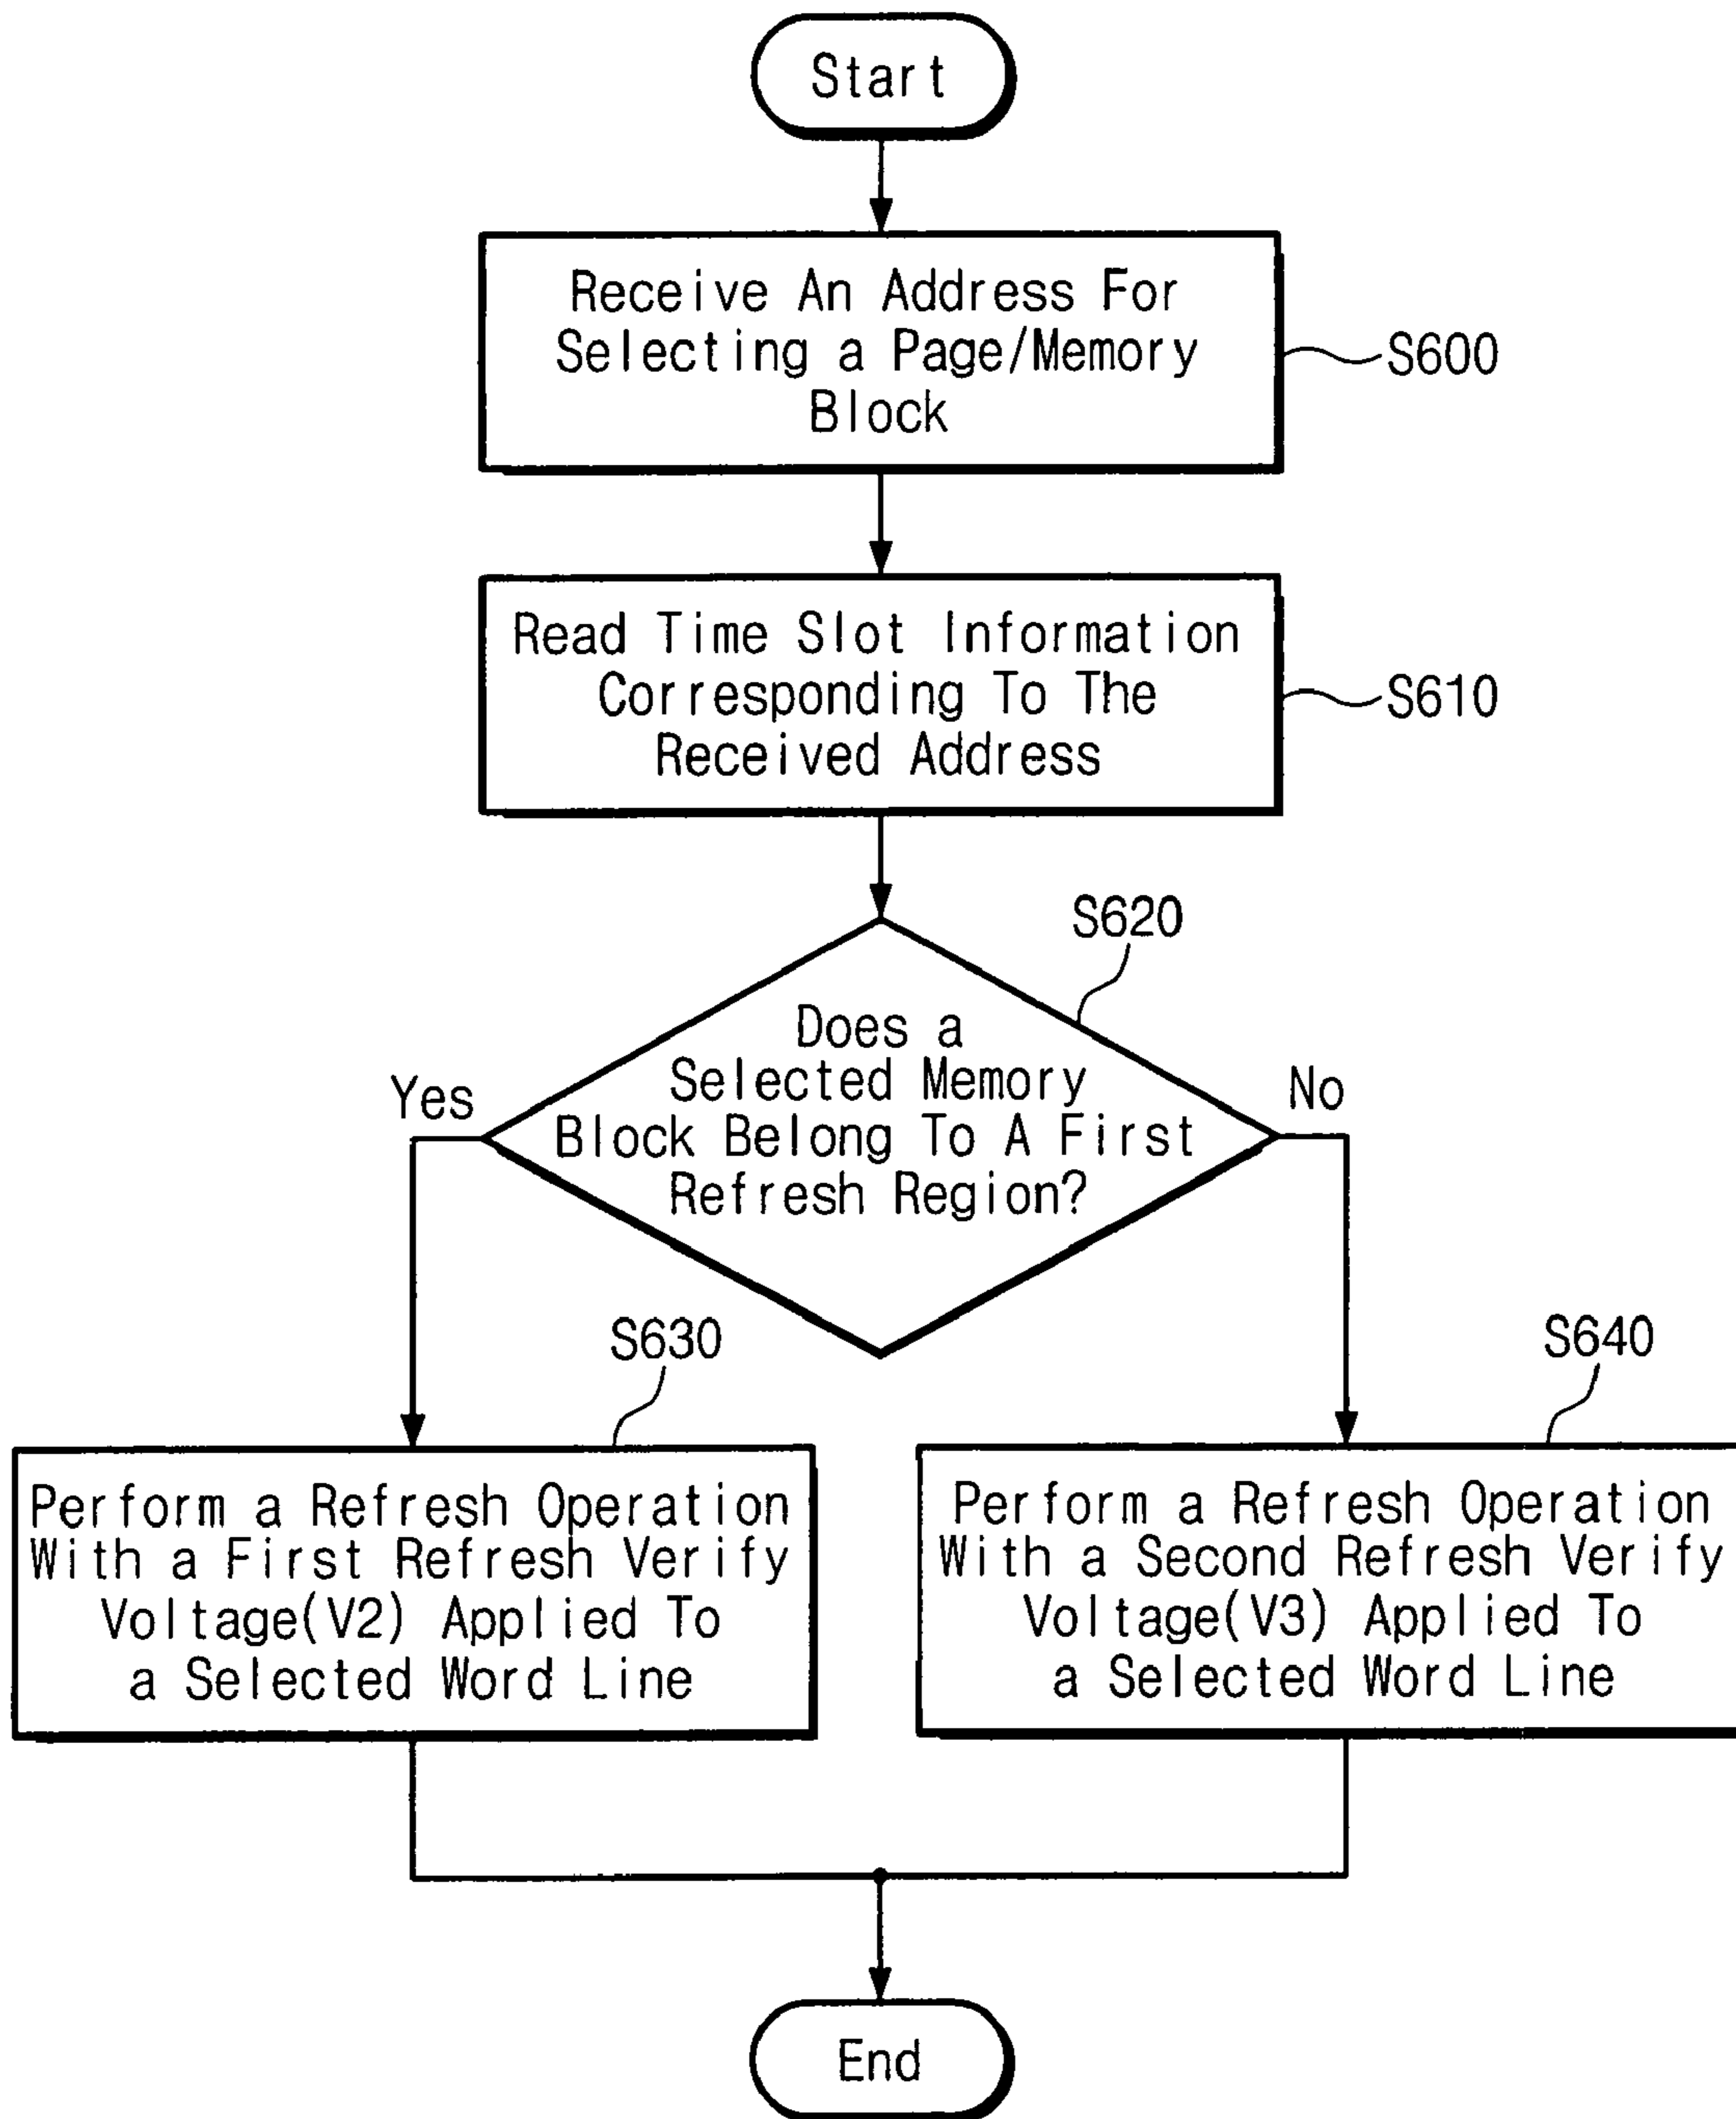 Start
Receive An Address For
Selecting a Page/Memory
Block
S600
Read Time Slot Information
Corresponding To The
Received Address
S610
S620
Does a
Selected Memory
Block Belong To A First
Refresh Region?
Yes
No
S630
Perform a Refresh Operation
With a First Refresh Verify
Voltage(V2) Applied To
a Selected Word Line
S640
Perform a Refresh Operation
With a Second Refresh Verify
Voltage(V3) Applied To
a Selected Word Line
End